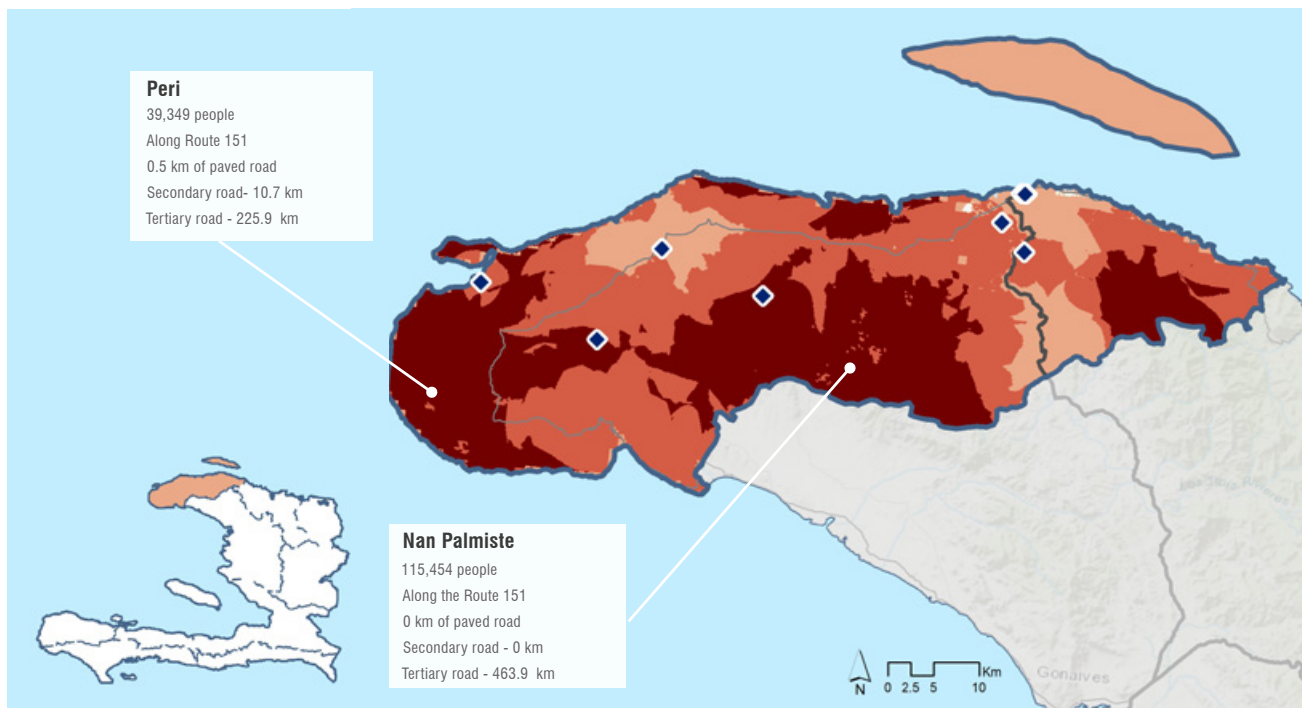 Peri
39,349 people
Along Route 151
0.5 km of paved road
Secondary road- 10.7 km
Tertiary road - 225.9 km
Nan Palmiste
115,454 people
Along the Route 151
0 km of paved road
Secondary road - 0 km
Tertiary road - 463.9 km
N
0 2.5 5 10
Km
Gonaives